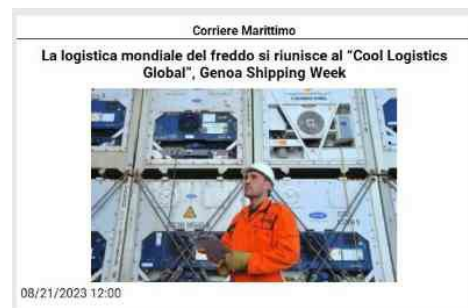 Corriere Marittimo
La logistica mondiale del freddo si riunisce al "Cool Logistics
Global", Genoa Shipping Week
08/21/2023 12:00